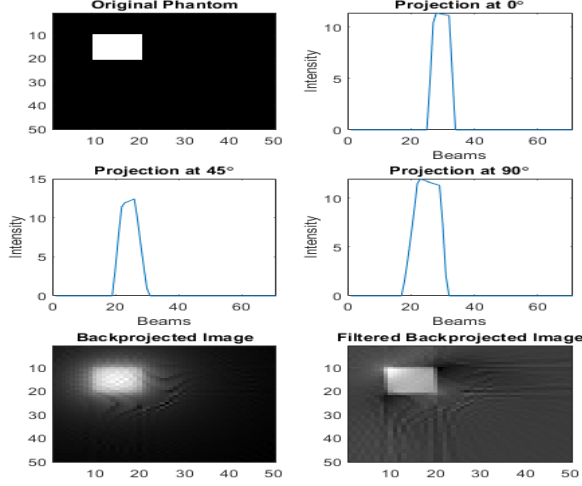 Original Phantom
10
20
30
40
50
10 20 30 40 50
Projection at 0°
Intensity
10
5
0
0 20 40 60
Beams
Projection at 45°
Intensity
15
10
5
0
0 20 40 60
Beams
Projection at 90°
Intensity
10
5
0
0 20 40 60
Beams
Backprojected Image
10
20
30
40
50
10 20 30 40 50
Filtered Backprojected Image
10
20
30
40
50
10 20 30 40 50